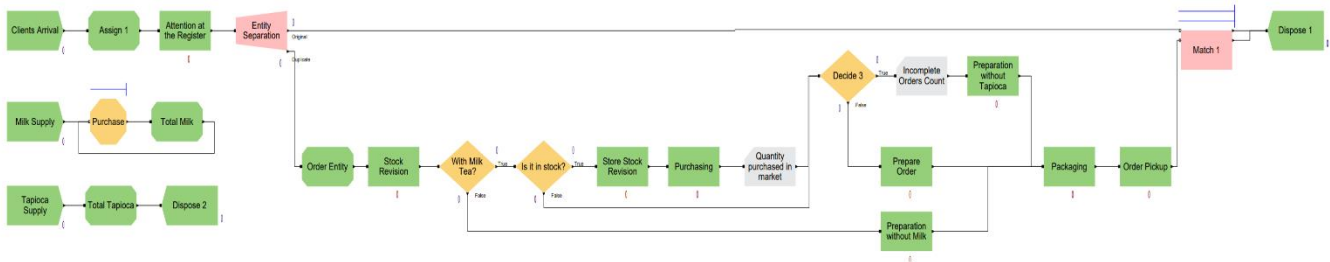 Clients Arrival
Assign 1
Attention at
the Register
Entity
Separation
Original
Duplicate
Match 1
Dispose 1
Decide 3
True
False
Incomplete
Orders Count
Preparation
without
Tapioca
Milk Supply
Purchase
Total Milk
Order Entity
Stock
Revision
With Milk
Tea?
True
False
Is it in stock?
True
False
Store Stock
Revision
Purchasing
Quantity
purchased in
market
Prepare
Order
Packaging
Order Pickup
Tapioca
Supply
Total Tapioca
Dispose 2
Preparation
without Milk